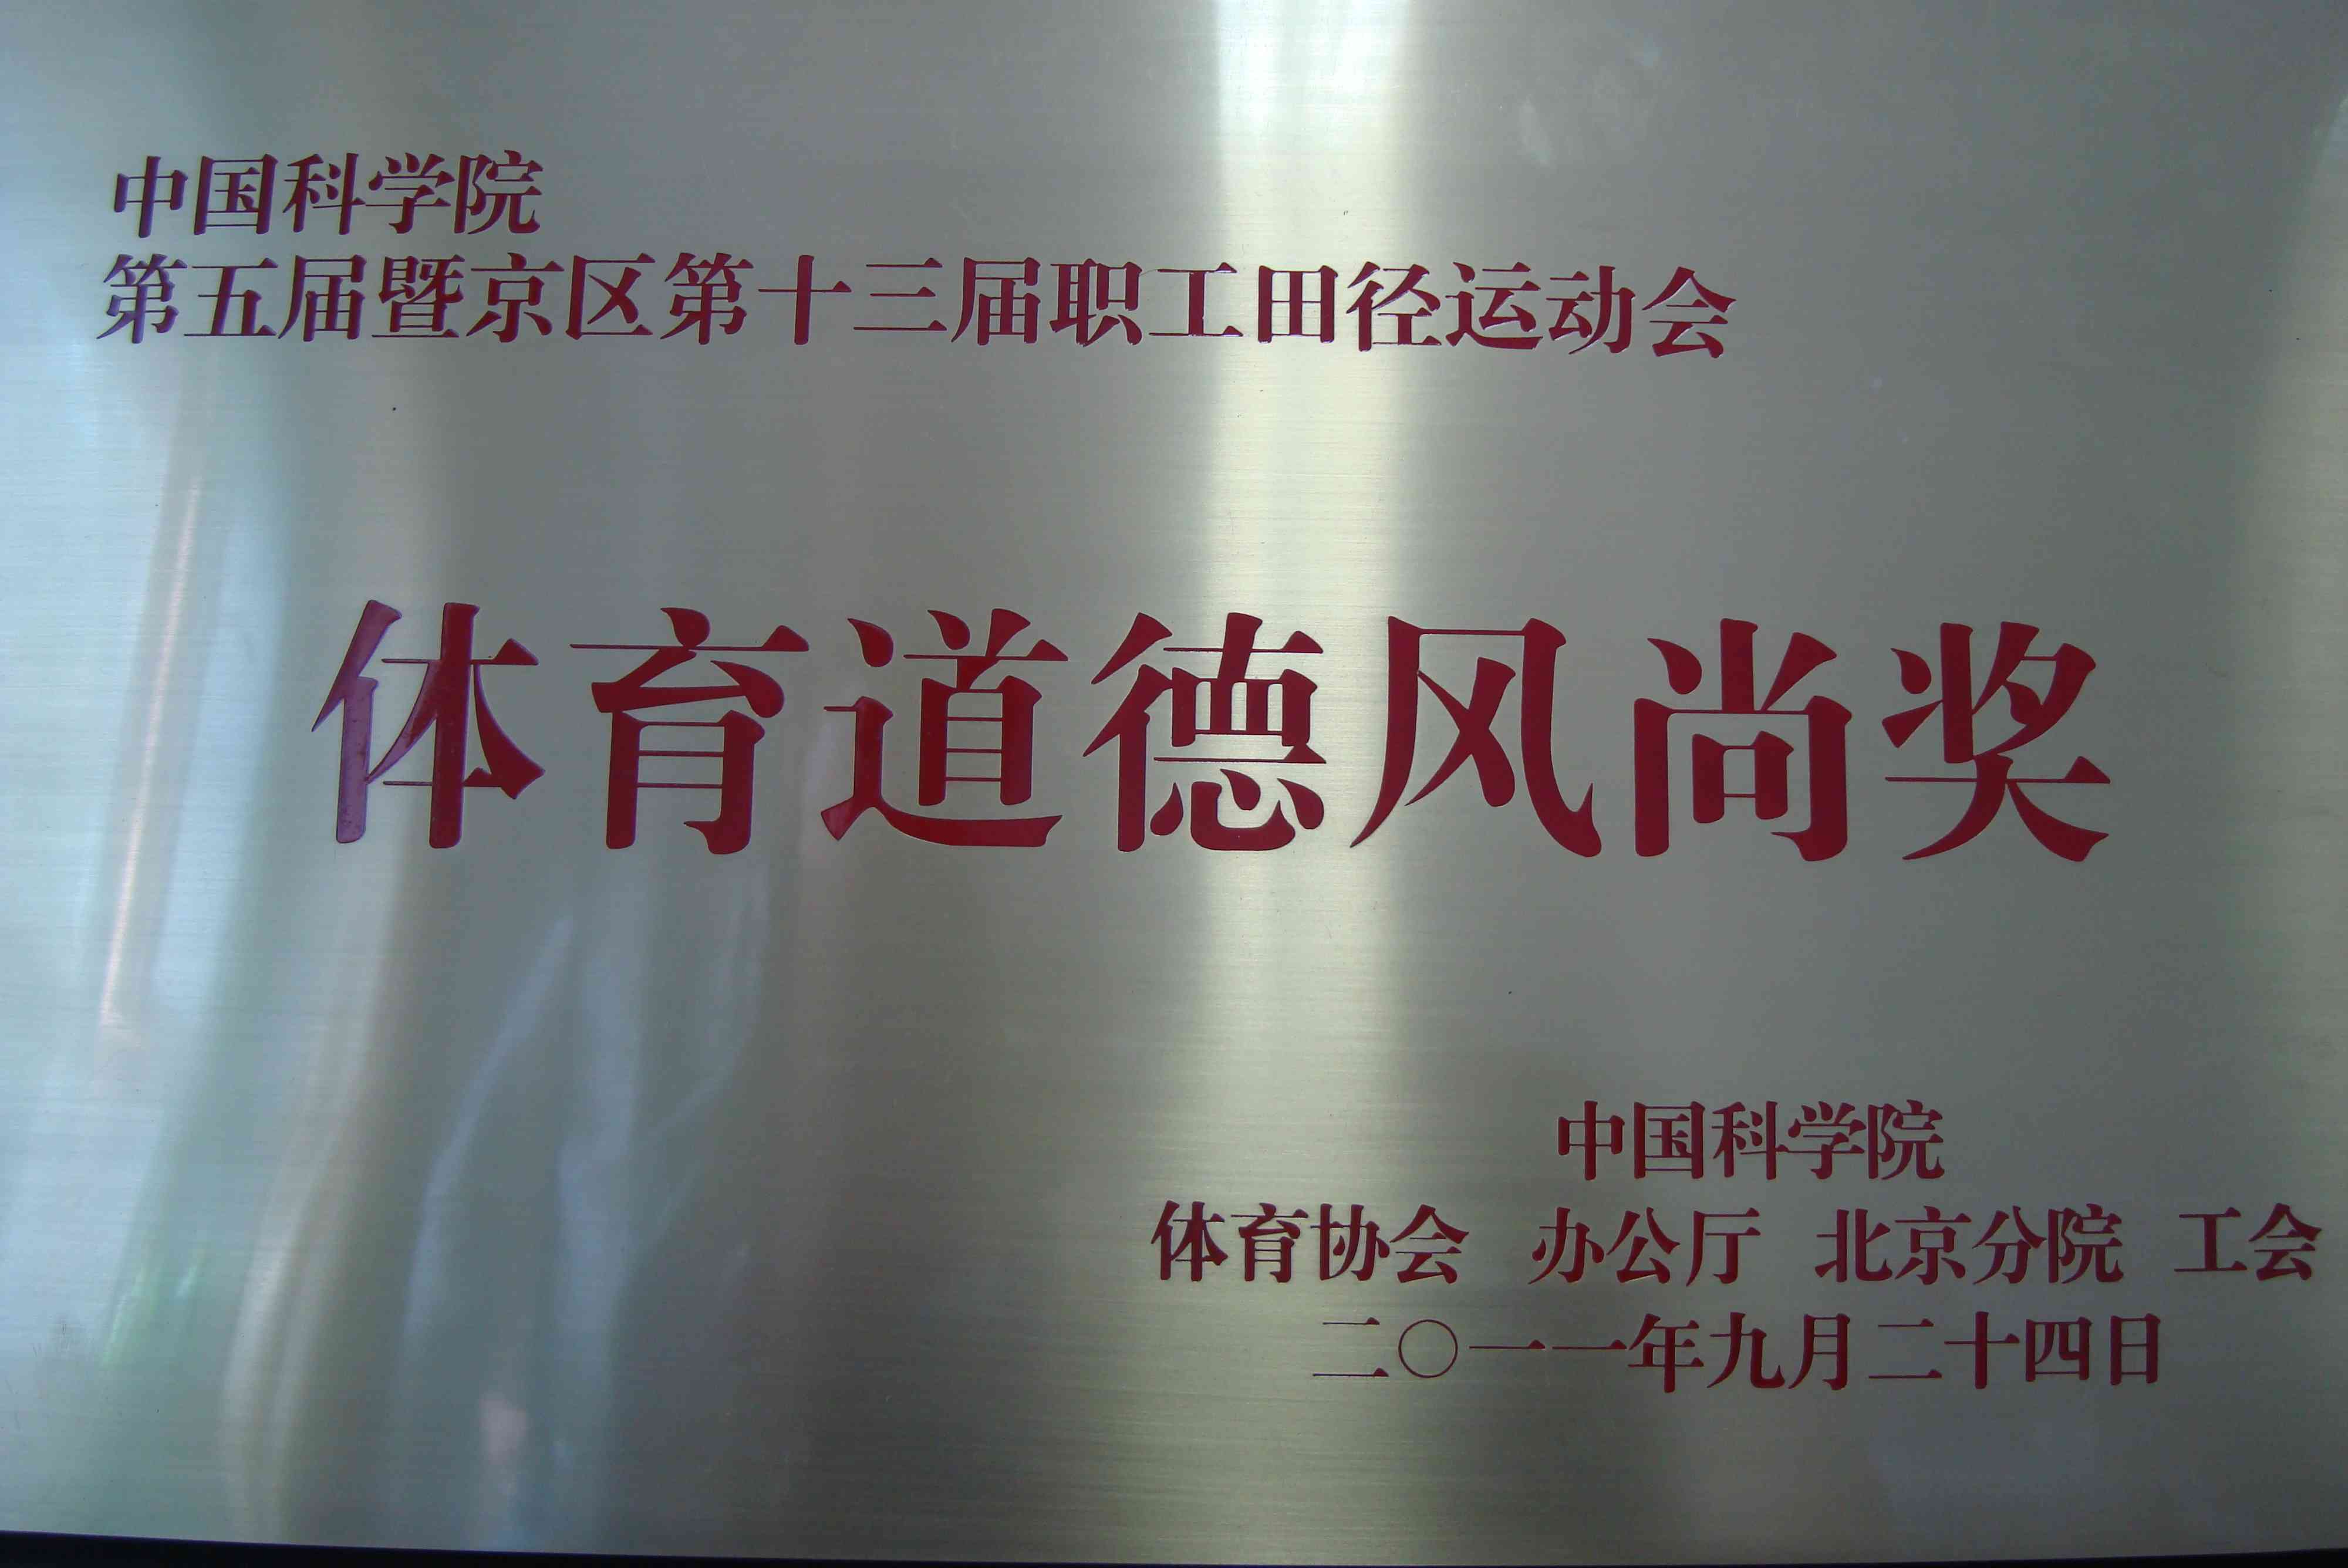 中国科学院
第五届暨京区第十三届职工田径运动会
体育道德风尚奖
中国科学院
体育协会 办公厅 北京分院 工会
二〇一一年九月二十四日